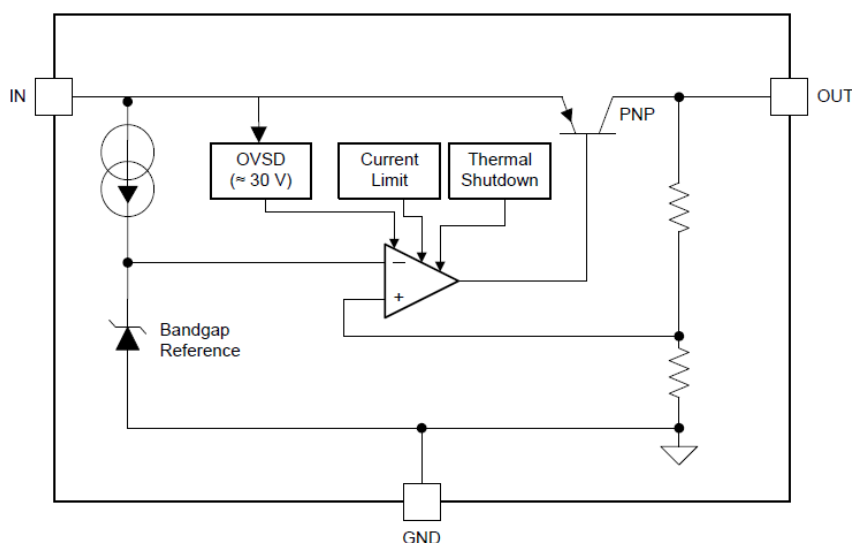 IN
OUT
PNP
OVSD
(≈ 30 V)
Current
Limit
Thermal
Shutdown
−
+
Bandgap
Reference
GND